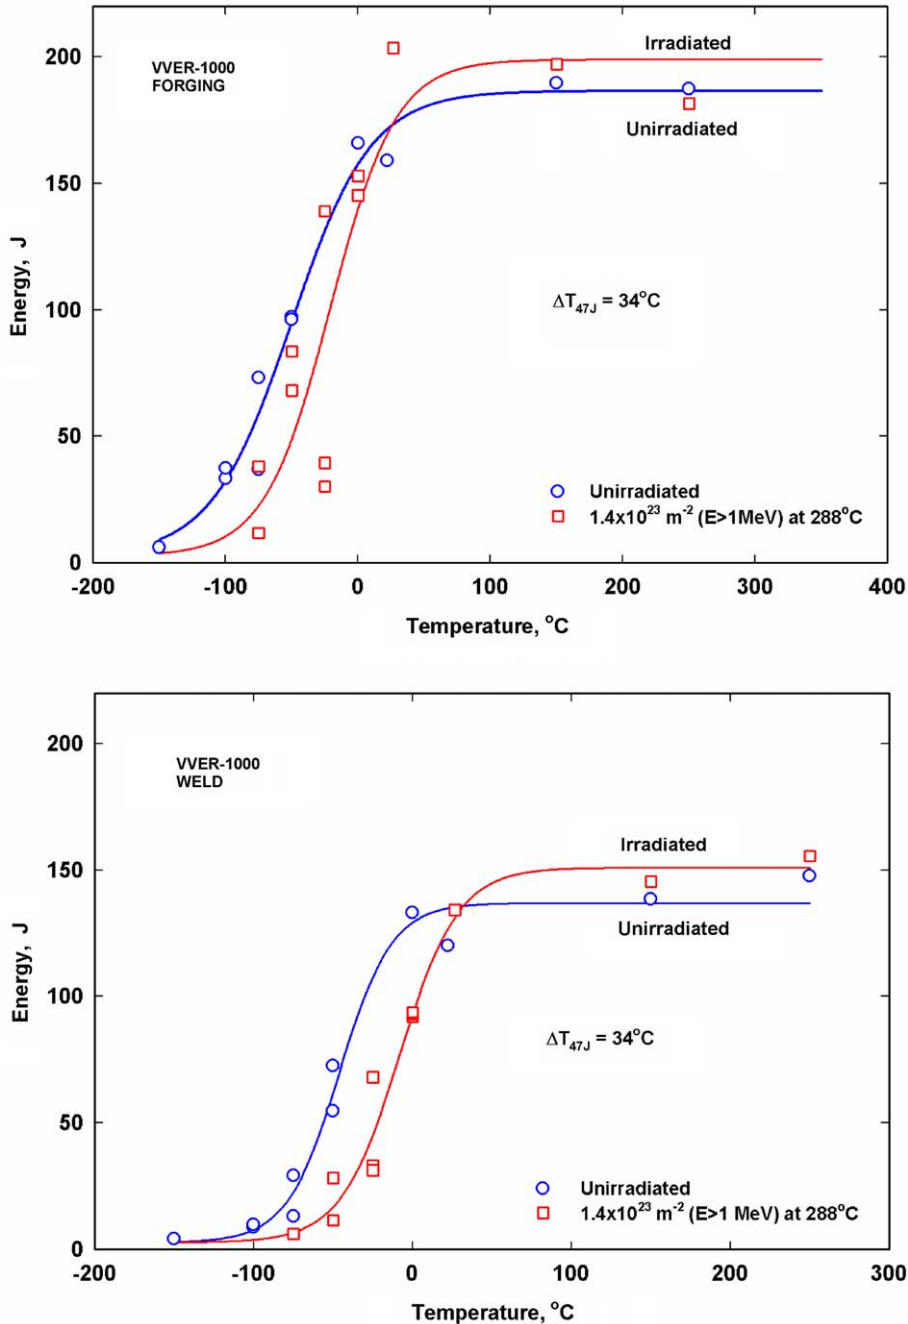 VVER-1000
FORGING
Irradiated
Unirradiated
ΔT47J = 34°C
Unirradiated
1.4x10²³ m⁻² (E>1MeV) at 288°C
Energy, J
200
150
100
50
0
-200
-100
0
100
200
300
400
Temperature, °C
VVER-1000
WELD
Irradiated
Unirradiated
ΔT47J = 34°C
Unirradiated
1.4x10²³ m⁻² (E>1 MeV) at 288°C
Energy, J
200
150
100
50
0
-200
-100
0
100
200
300
Temperature, °C